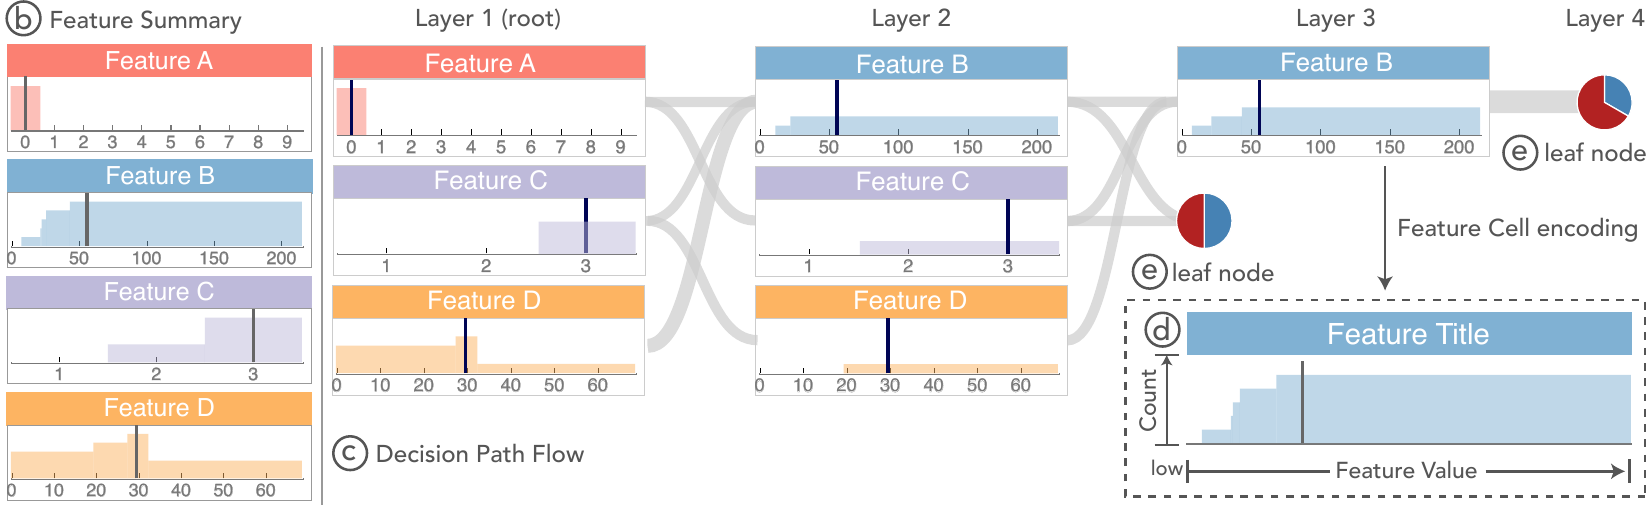 b Feature Summary
Layer 1 (root)
Layer 2
Layer 3
Layer 4
Feature A
0 1 2 3 4 5 6 7 8 9
Feature B
0 50 100 150 200
Feature C
1 2 3
Feature D
0 10 20 30 40 50 60
Feature A
0 1 2 3 4 5 6 7 8 9
Feature C
1 2 3
Feature D
0 10 20 30 40 50 60
c Decision Path Flow
Feature B
0 50 100 150 200
Feature C
1 2 3
Feature D
0 10 20 30 40 50 60
Feature B
0 50 100 150 200
e leaf node
e leaf node
Feature Cell encoding
d
Feature Title
Count
low
Feature Value